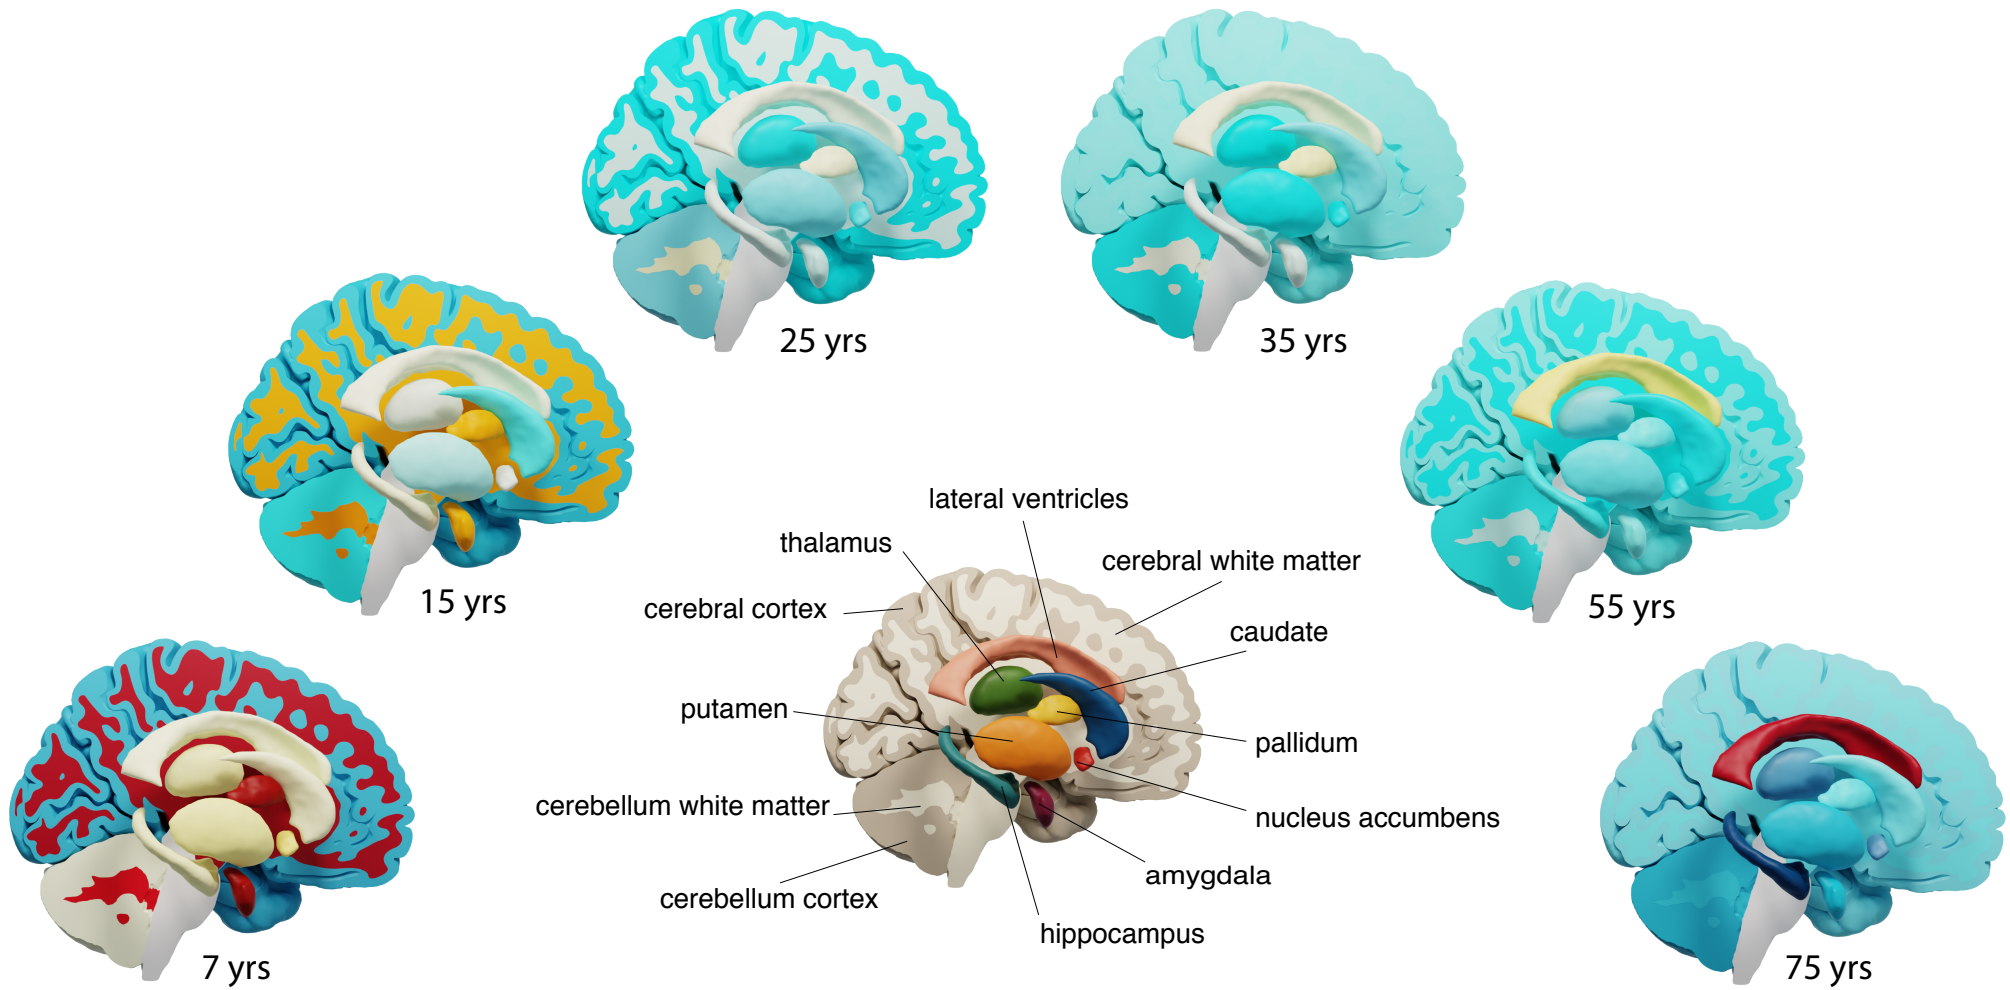 25 yrs
35 yrs
15 yrs
55 yrs
7 yrs
75 yrs
lateral ventricles
thalamus
cerebral white matter
cerebral cortex
caudate
putamen
pallidum
cerebellum white matter
nucleus accumbens
amygdala
cerebellum cortex
hippocampus